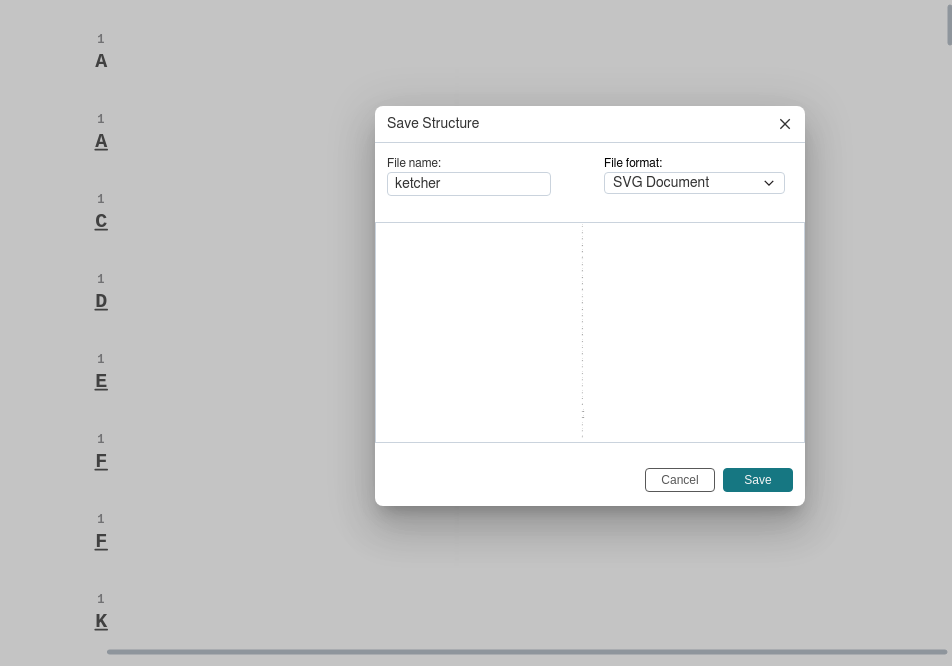 1
A
1
A
1
C
1
D
1
E
1
F
1
F
1
K
Save Structure
File name:
File format:
ketcher
SVG Document
Cancel
Save